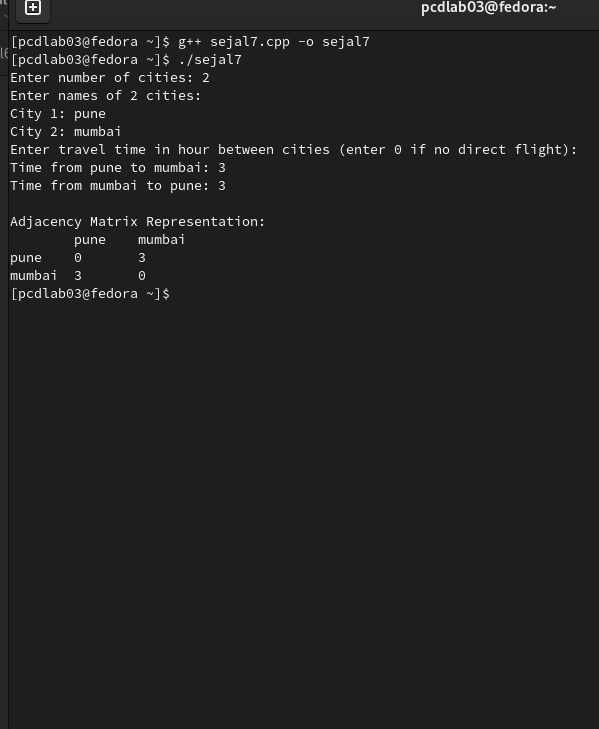 pcdlab03@fedora:~
[pcdlab03@fedora ~]$ g++ sejal7.cpp -o sejal7
[pcdlab03@fedora ~]$ ./sejal7
Enter number of cities: 2
Enter names of 2 cities:
City 1: pune
City 2: mumbai
Enter travel time in hour between cities (enter 0 if no direct flight):
Time from pune to mumbai: 3
Time from mumbai to pune: 3

Adjacency Matrix Representation:
        pune    mumbai
pune    0       3
mumbai  3       0
[pcdlab03@fedora ~]$